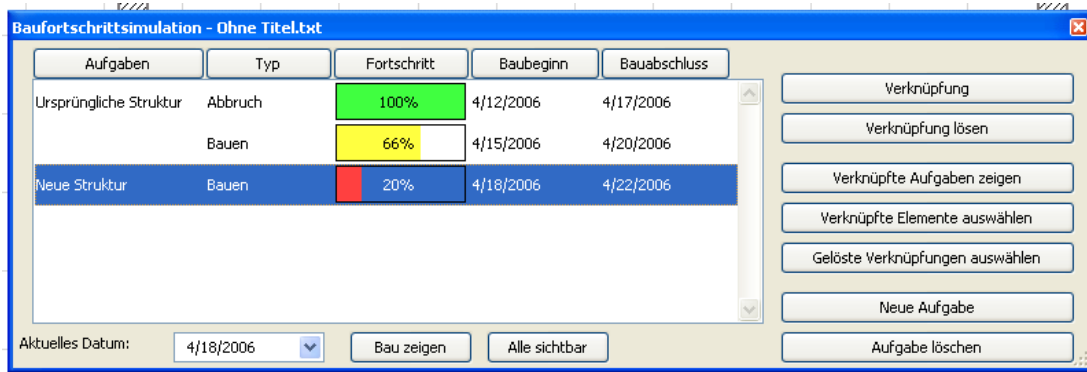 Baufortschrittsimulation - Ohne Titel.txt
Aufgaben Typ Fortschritt Baubeginn Bauabschluss
Ursprüngliche Struktur Abbruch 100% 4/12/2006 4/17/2006
Bauen 66% 4/15/2006 4/20/2006
Neue Struktur Bauen 20% 4/18/2006 4/22/2006
Verknüpfung
Verknüpfung lösen
Verknüpfte Aufgaben zeigen
Verknüpfte Elemente auswählen
Gelöste Verknüpfungen auswählen
Neue Aufgabe
Aufgabe löschen
Aktuelles Datum: 4/18/2006 Bau zeigen Alle sichtbar